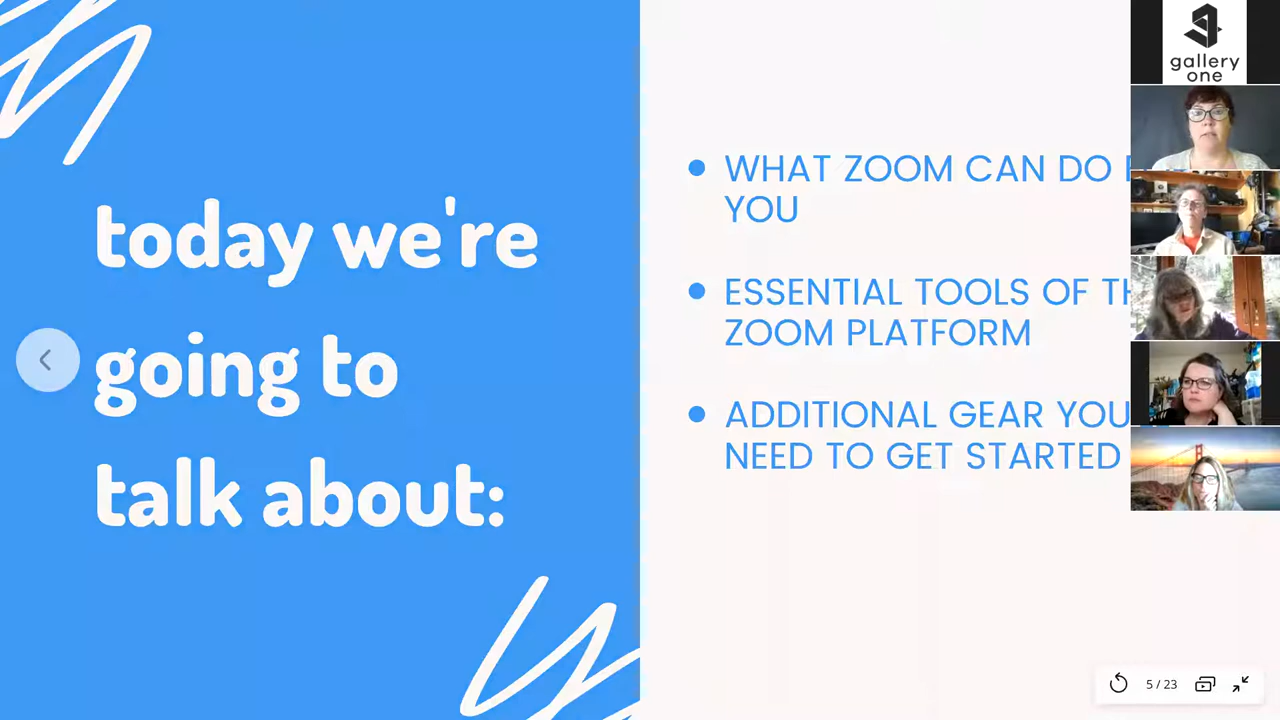 today we're
going to
talk about:
WHAT ZOOM CAN DO
YOU
ESSENTIAL TOOLS OF
ZOOM PLATFORM
ADDITIONAL GEAR YOU
NEED TO GET STARTED
gallery
one
5 / 23